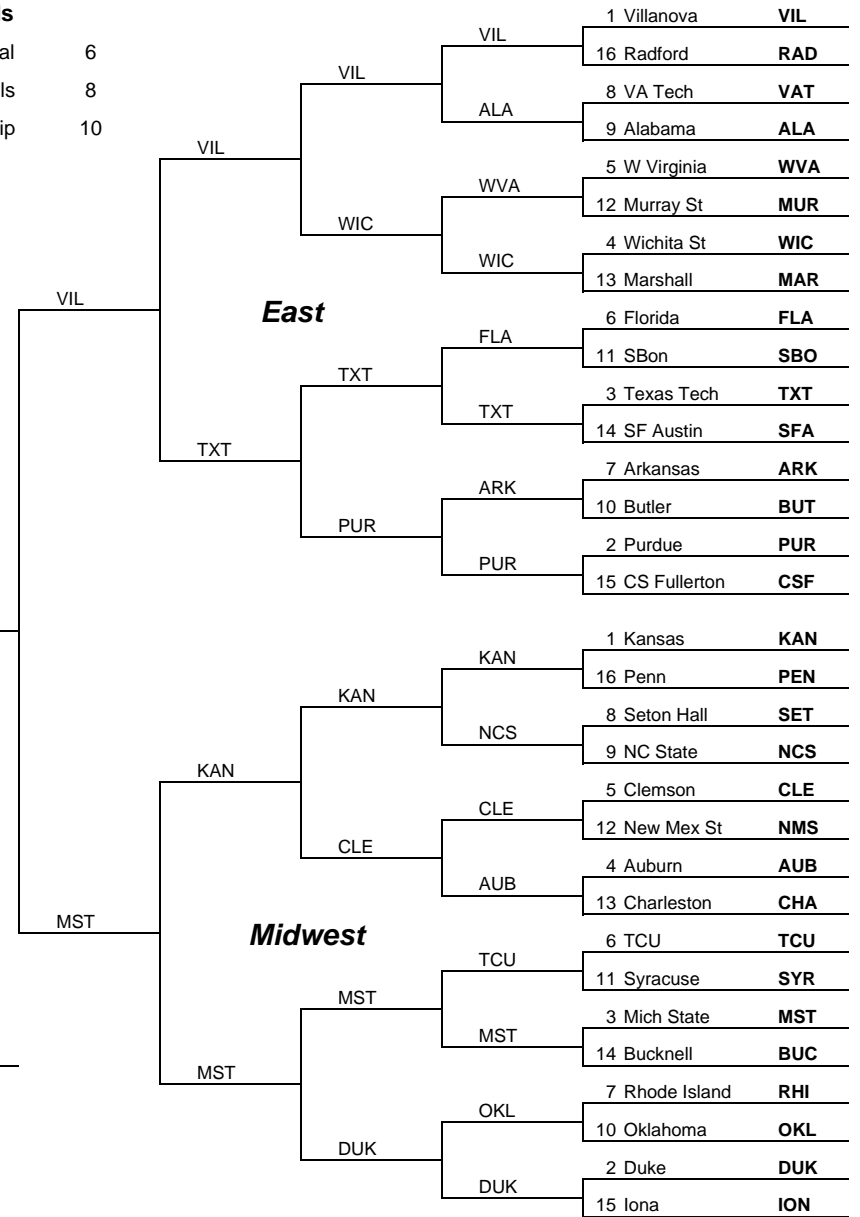 ls
al 6
ls 8
ip 10
1 Villanova VIL
VIL
16 Radford RAD
VIL
8 VA Tech VAT
ALA
9 Alabama ALA
VIL
5 W Virginia WVA
WVA
12 Murray St MUR
WIC
4 Wichita St WIC
WIC
13 Marshall MAR
VIL
East
6 Florida FLA
FLA
11 SBon SBO
TXT
3 Texas Tech TXT
TXT
14 SF Austin SFA
TXT
7 Arkansas ARK
ARK
10 Butler BUT
PUR
2 Purdue PUR
PUR
15 CS Fullerton CSF
1 Kansas KAN
KAN
16 Penn PEN
KAN
8 Seton Hall SET
NCS
9 NC State NCS
KAN
5 Clemson CLE
CLE
12 New Mex St NMS
CLE
4 Auburn AUB
AUB
13 Charleston CHA
MST
Midwest
6 TCU TCU
TCU
11 Syracuse SYR
MST
3 Mich State MST
MST
14 Bucknell BUC
MST
7 Rhode Island RHI
OKL
10 Oklahoma OKL
DUK
2 Duke DUK
DUK
15 Iona ION